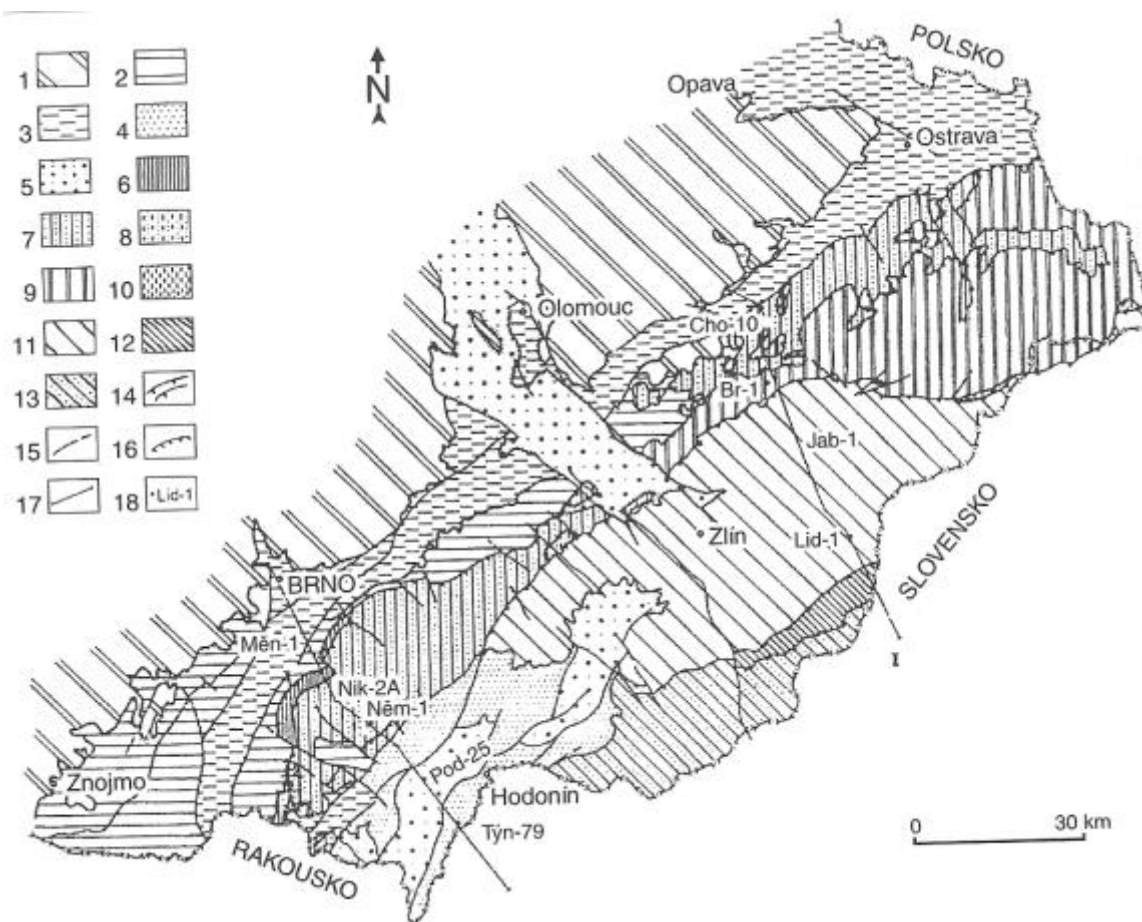 1
2
3
4
5
6
7
8
9
10
11
12
13
14
15
16
17
18
Lid-1
N
POLSKO
Opava
Ostrava
Olomouc
Cho-10
Br-1
Jab-1
Zlín
Lid-1
SLOVENSKO
BRNO
Měn-1
Nik-2A
Něm-1
Znojmo
Pod-25
Hodonín
Týn-79
RAKOUSKO
I
0 30 km